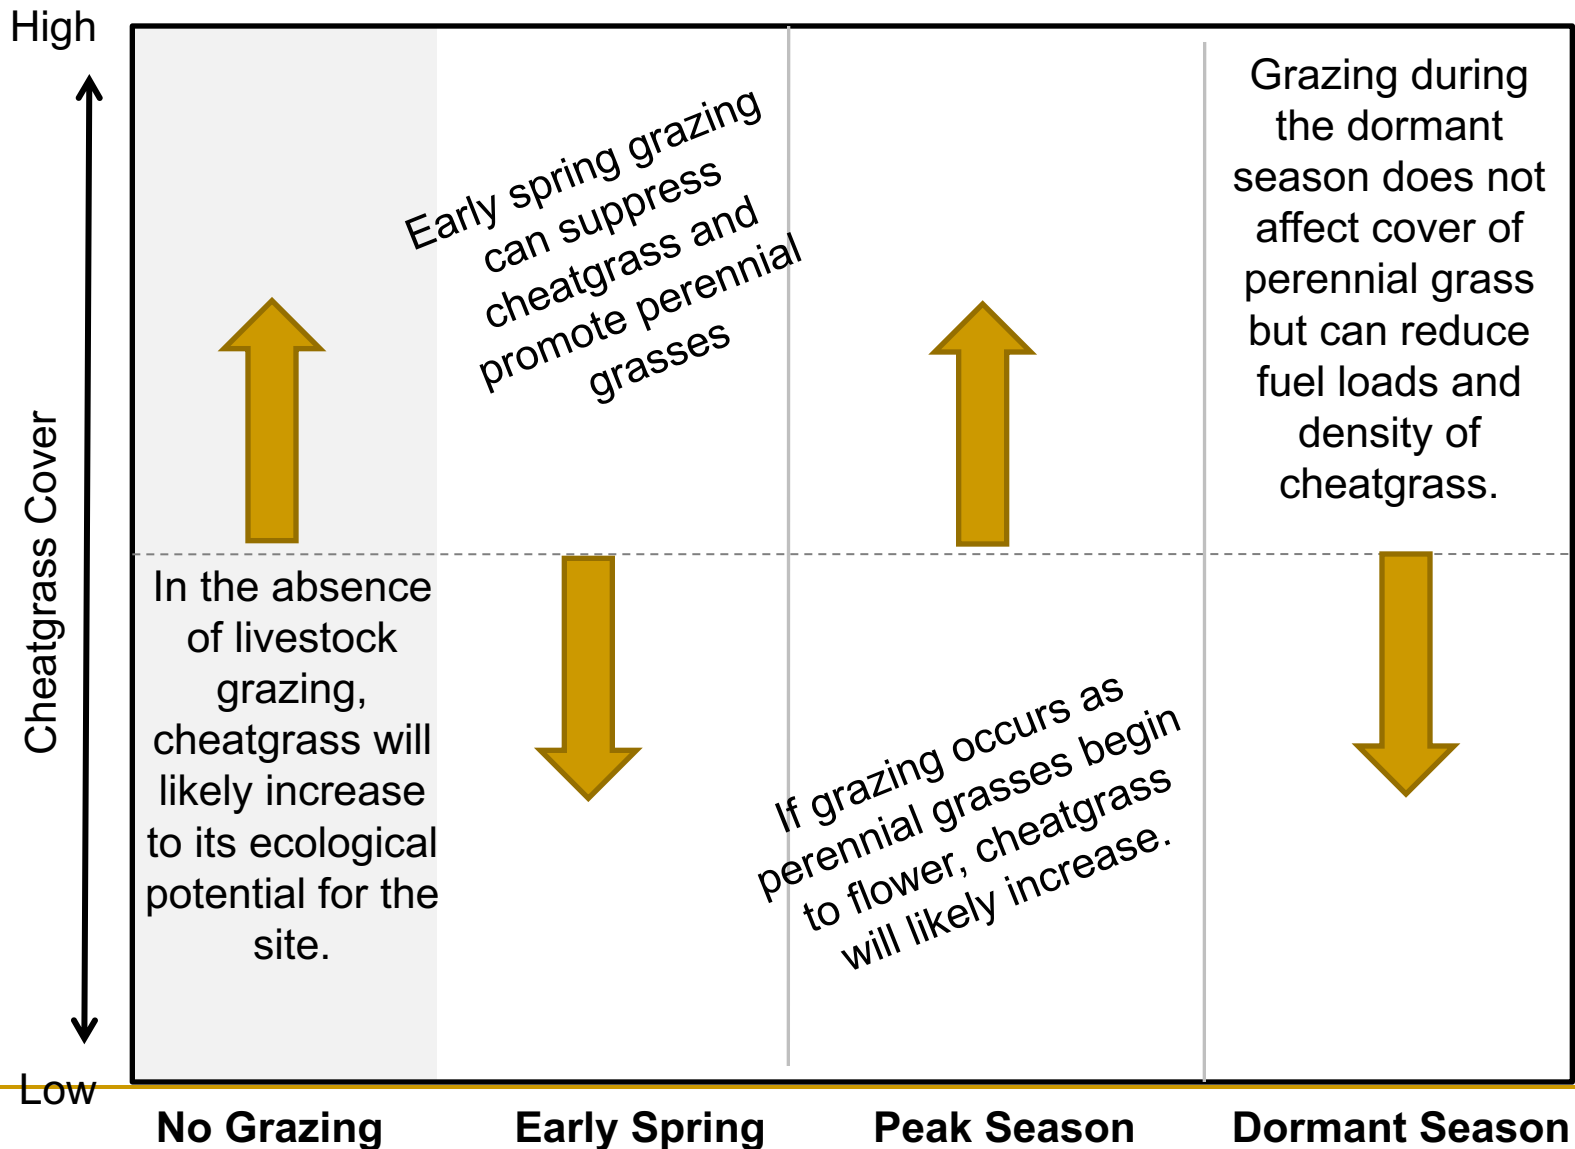 High
Cheatgrass Cover
Low
In the absence
of livestock
grazing,
cheatgrass will
likely increase
to its ecological
potential for the
site.
Early spring grazing
can suppress
cheatgrass and
promote perennial
grasses
If grazing occurs as
perennial grasses begin
to flower, cheatgrass
will likely increase.
Grazing during
the dormant
season does not
affect cover of
perennial grass
but can reduce
fuel loads and
density of
cheatgrass.
No Grazing
Early Spring
Peak Season
Dormant Season